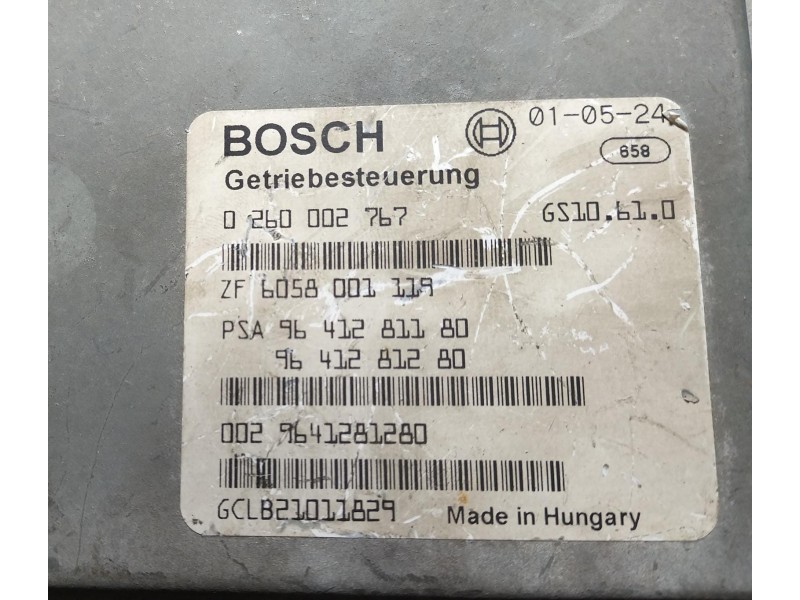 BOSCH 01-05-24
658
Getriebesteuerung
0 260 002 767 GS10.61.0
ZF 6058 001 119
PSA 96 412 811 80
96 412 812 80
002 9641281280
GCLB21011829 Made in Hungary